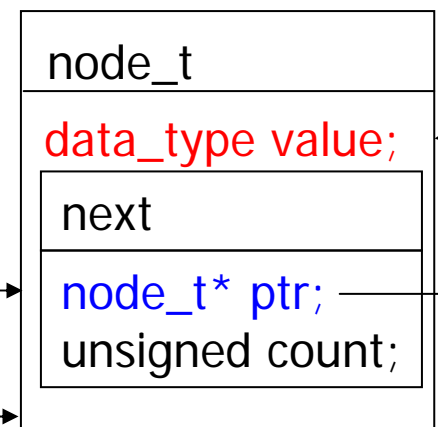 node_t
data_type value;
next
node_t* ptr;
unsigned count;